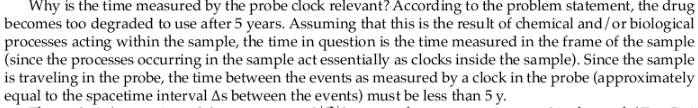 Why is the time measured by the probe clock relevant? According to the problem statement, the drug
becomes too degraded to use after 5 years. Assuming that this is the result of chemical and/or biological
processes acting within the sample, the time in question is the time measured in the frame of the sample
(since the processes occurring in the sample act essentially as clocks inside the sample). Since the sample
is traveling in the probe, the time between the events as measured by a clock in the probe (approximately
equal to the spacetime interval Δs between the events) must be less than 5 y.